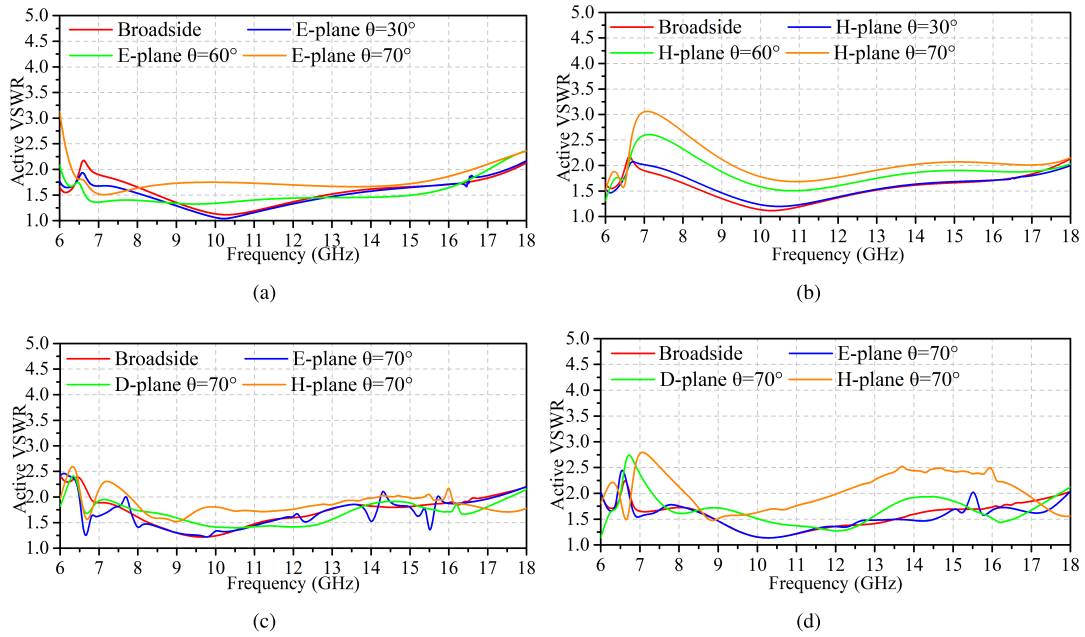 5.0
4.5
4.0
3.5
3.0
2.5
2.0
1.5
1.0
Active VSWR
Broadside E-plane θ=30°
E-plane θ=60° E-plane θ=70°
6 7 8 9 10 11 12 13 14 15 16 17 18
Frequency (GHz)
(a)
5.0
4.5
4.0
3.5
3.0
2.5
2.0
1.5
1.0
Active VSWR
Broadside H-plane θ=30°
H-plane θ=60° H-plane θ=70°
6 7 8 9 10 11 12 13 14 15 16 17 18
Frequency (GHz)
(b)
5.0
4.5
4.0
3.5
3.0
2.5
2.0
1.5
1.0
Active VSWR
Broadside E-plane θ=70°
D-plane θ=70° H-plane θ=70°
6 7 8 9 10 11 12 13 14 15 16 17 18
Frequency (GHz)
(c)
5.0
4.5
4.0
3.5
3.0
2.5
2.0
1.5
1.0
Active VSWR
Broadside E-plane θ=70°
D-plane θ=70° H-plane θ=70°
6 7 8 9 10 11 12 13 14 15 16 17 18
Frequency (GHz)
(d)